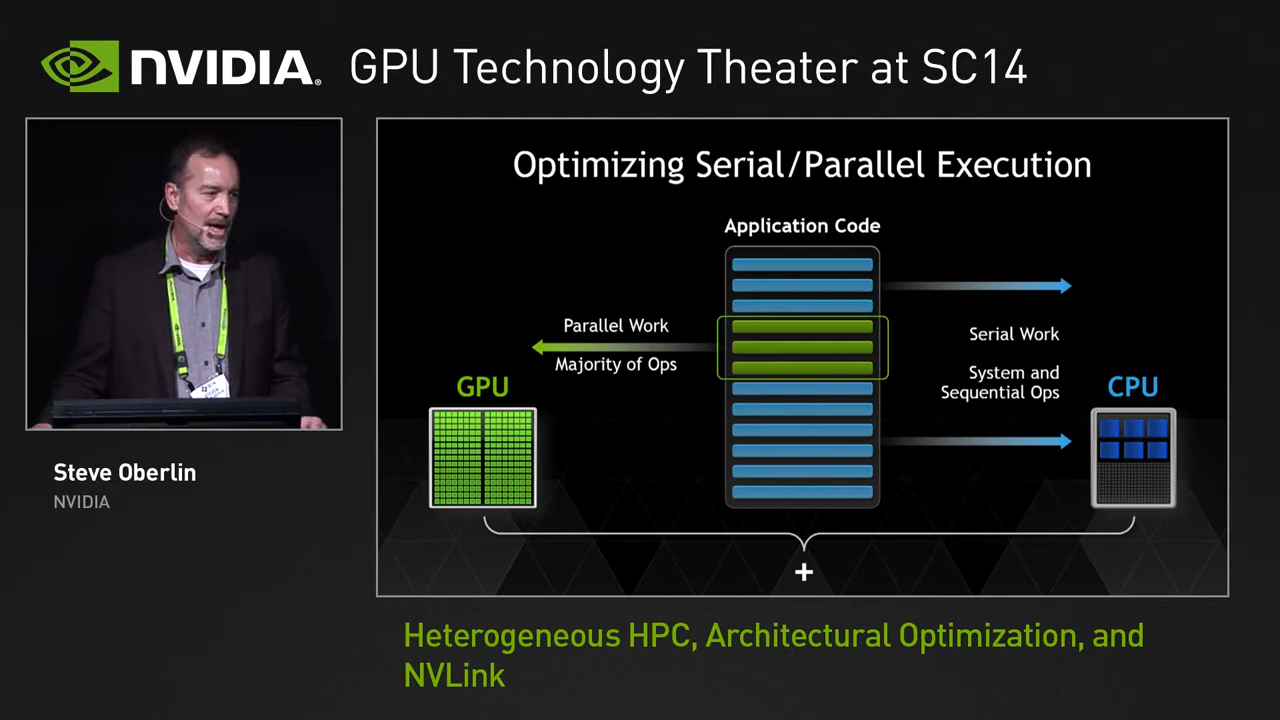 NVIDIA. GPU Technology Theater at SC14
Optimizing Serial/Parallel Execution
Application Code
Parallel Work
Majority of Ops
Serial Work
System and
Sequential Ops
GPU
CPU
+
Steve Oberlin
NVIDIA
Heterogeneous HPC, Architectural Optimization, and
NVLink